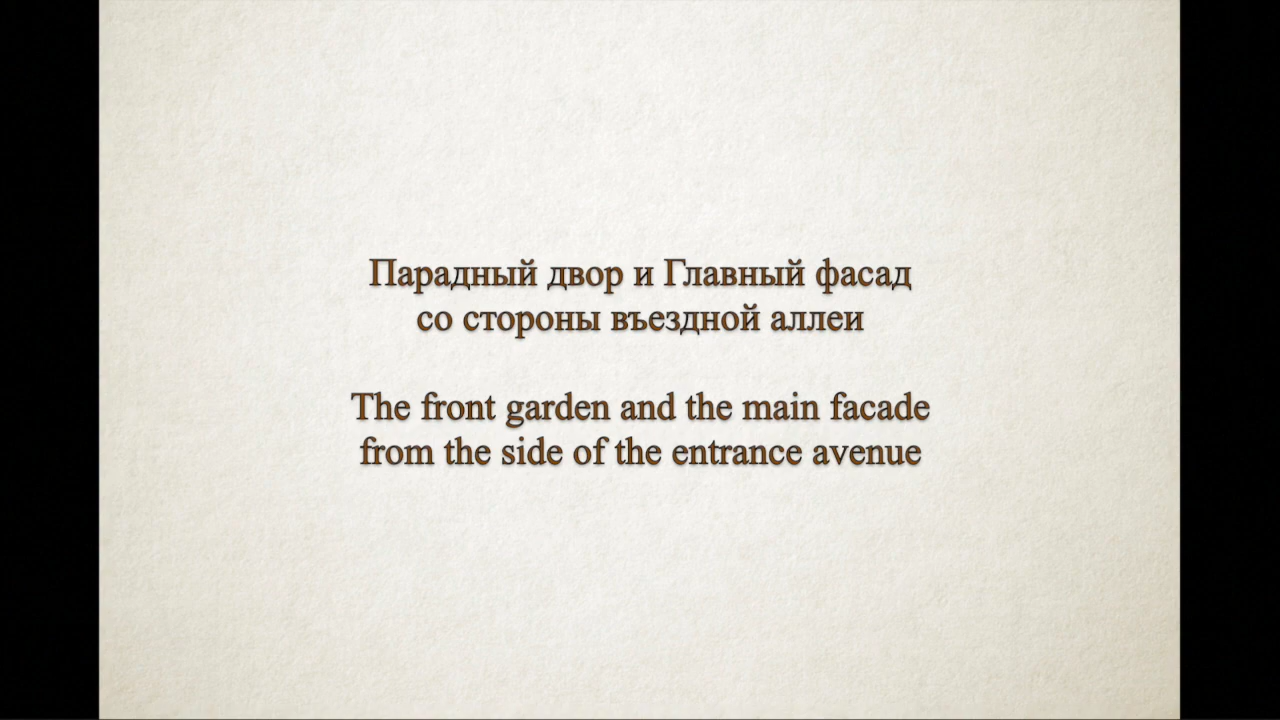 Парадный двор и Главный фасад
со стороны въездной аллеи
The front garden and the main facade
from the side of the entrance avenue